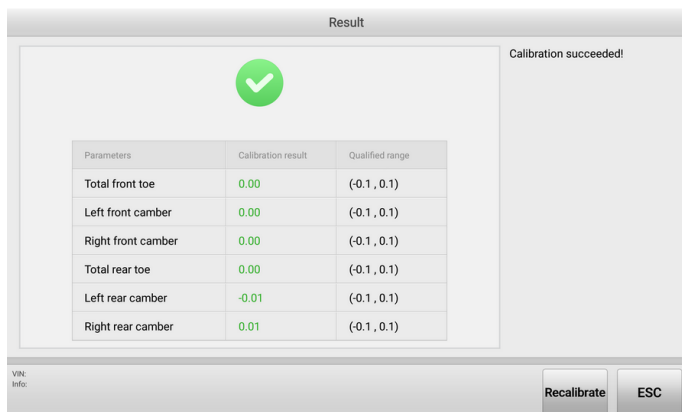 Result
Calibration succeeded!
Parameters Calibration result Qualified range
Total front toe 0.00 (-0.1 , 0.1)
Left front camber 0.00 (-0.1 , 0.1)
Right front camber 0.00 (-0.1 , 0.1)
Total rear toe 0.00 (-0.1 , 0.1)
Left rear camber -0.01 (-0.1 , 0.1)
Right rear camber 0.01 (-0.1 , 0.1)
VIN:
Info:
Recalibrate ESC